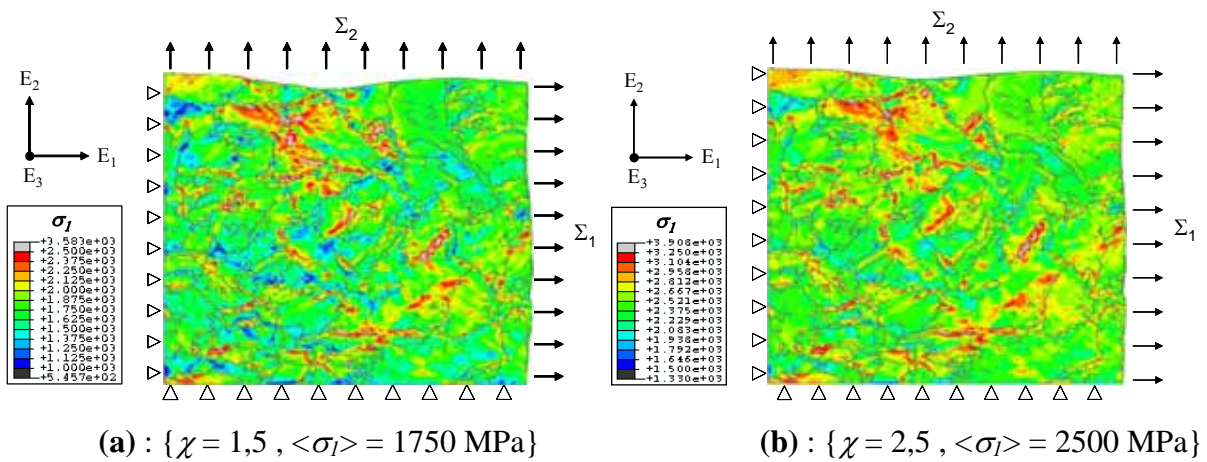 Σ2
E2
E1
E3
Σ1
σ1
+3.583e+03
+2.500e+03
+2.375e+03
+2.250e+03
+2.125e+03
+2.000e+03
+1.875e+03
+1.750e+03
+1.625e+03
+1.500e+03
+1.375e+03
+1.250e+03
+1.125e+03
+1.000e+03
+5.457e+02
(a) : {χ = 1,5 , <σ1> = 1750 MPa}
Σ2
E2
E1
E3
Σ1
σ1
+3.908e+03
+3.250e+03
+3.104e+03
+2.958e+03
+2.812e+03
+2.667e+03
+2.521e+03
+2.375e+03
+2.229e+03
+2.083e+03
+1.938e+03
+1.792e+03
+1.646e+03
+1.500e+03
+1.330e+03
(b) : {χ = 2,5 , <σ1> = 2500 MPa}